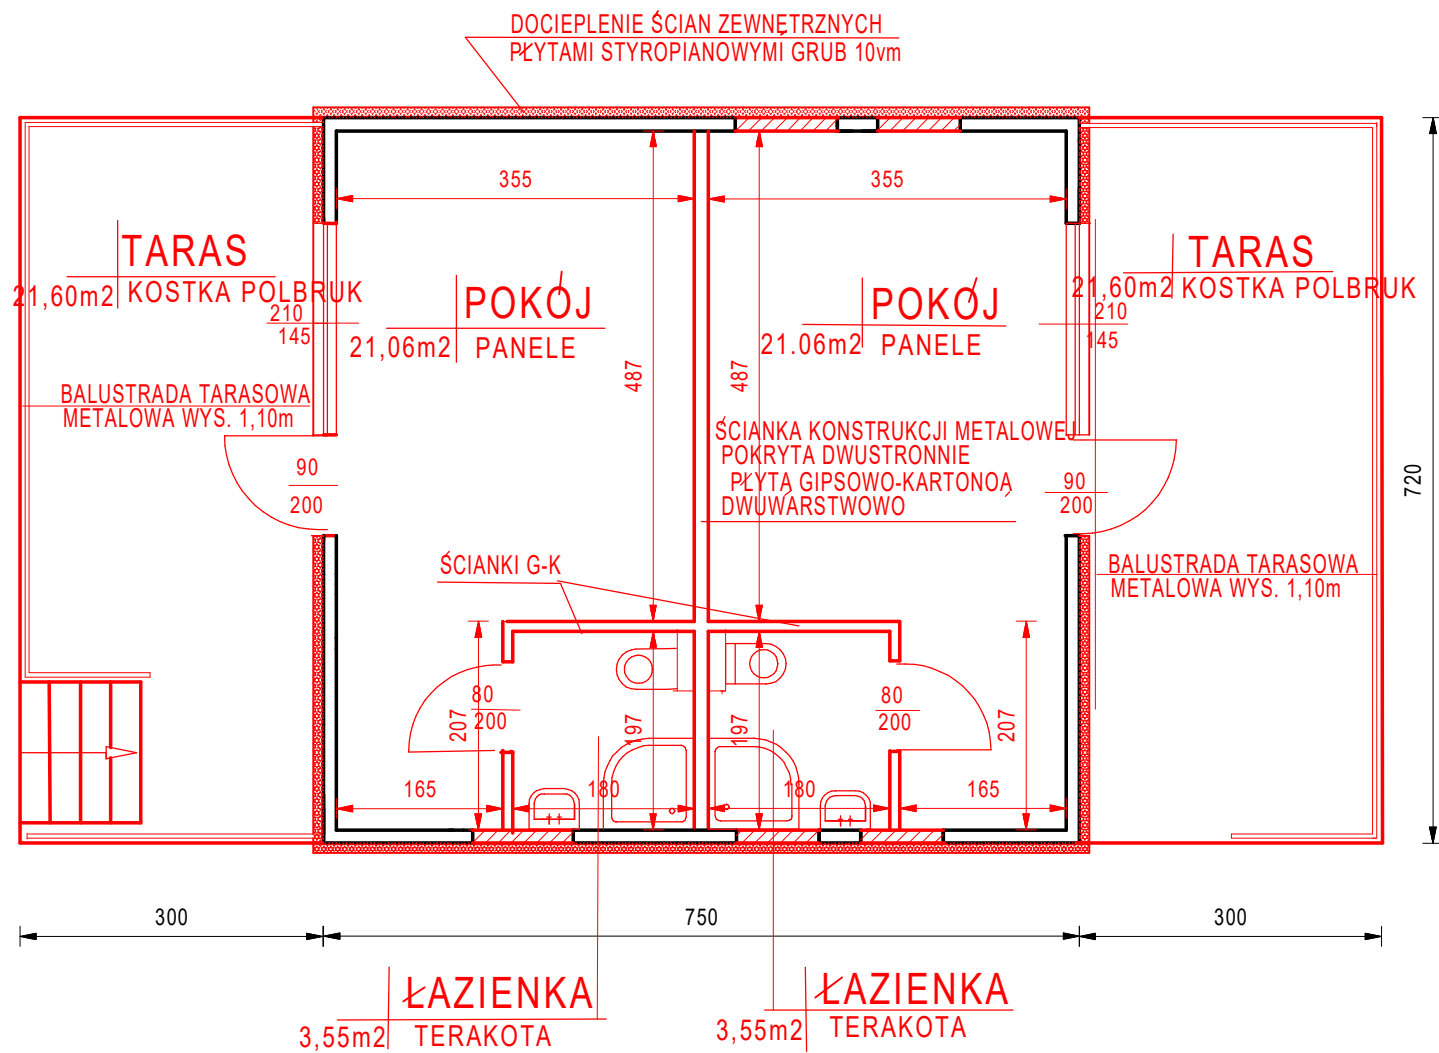 DOCIEPLENIE ŚCIAN ZEWNĘTRZNYCH
PŁYTAMI STYROPIANOWYMI GRUB 10vm
355
355
TARAS
21,60m2 KOSTKA POLBRUK
210
145
POKÓJ
21,06m2 PANELE
POKÓJ
21.06m2 PANELE
TARAS
21,60m2 KOSTKA POLBRUK
210
145
487
487
BALUSTRADA TARASOWA
METALOWA WYS. 1,10m
ŚCIANKA KONSTRUKCJI METALOWEJ
POKRYTA DWUSTRONNIE
PŁYTA GIPSOWO-KARTONOĄ
DWUWARSTWOWO
90
200
90
200
720
ŚCIANKI G-K
BALUSTRADA TARASOWA
METALOWA WYS. 1,10m
80
200
80
200
207
197
197
207
165
180
180
165
300
750
300
ŁAZIENKA
3,55m2 TERAKOTA
ŁAZIENKA
3,55m2 TERAKOTA